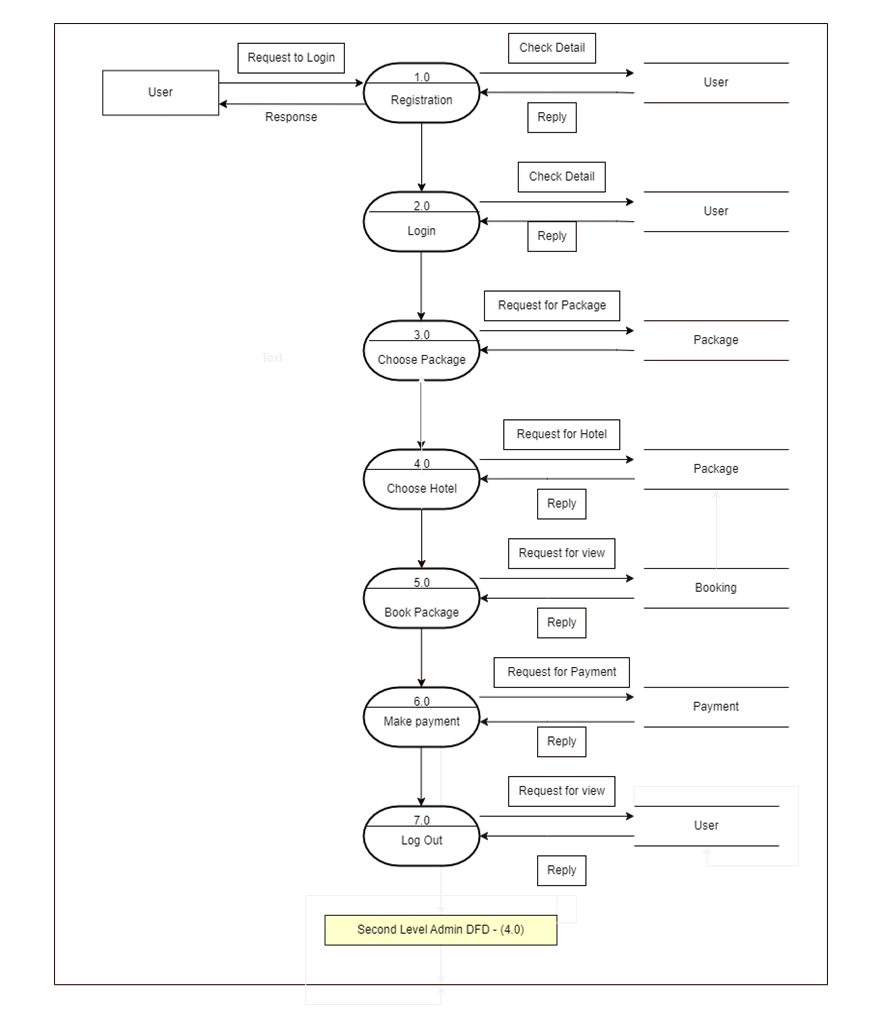 Check Detail
Request to Login
1.0
User
User
Registration
Response
Reply
Check Detail
2.0
User
Login
Reply
Request for Package
3.0
Package
Text
Choose Package
Request for Hotel
4.0
Package
Choose Hotel
Reply
Request for view
5.0
Booking
Book Package
Reply
Request for Payment
6.0
Payment
Make payment
Reply
Request for view
7.0
User
Log Out
Reply
Second Level Admin DFD - (4.0)